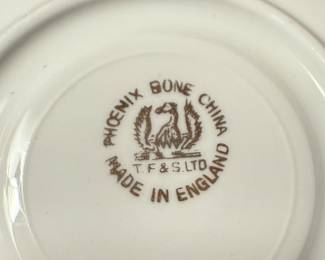 PHOENIX BONE CHINA
T. F & S. LTD
MADE IN ENGLAND